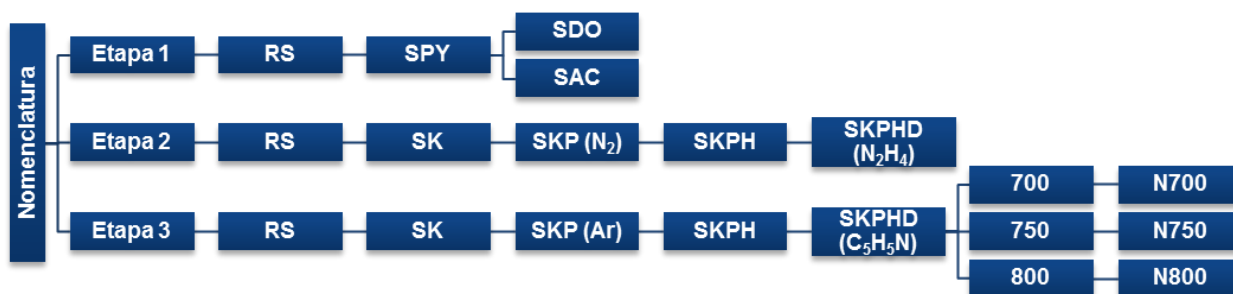 Nomenclatura
Etapa 1
RS
SPY
SDO
SAC
Etapa 2
RS
SK
SKP (N₂)
SKPH
SKPHD
(N₂H₄)
Etapa 3
RS
SK
SKP (Ar)
SKPH
SKPHD
(C₅H₅N)
700
N700
750
N750
800
N800